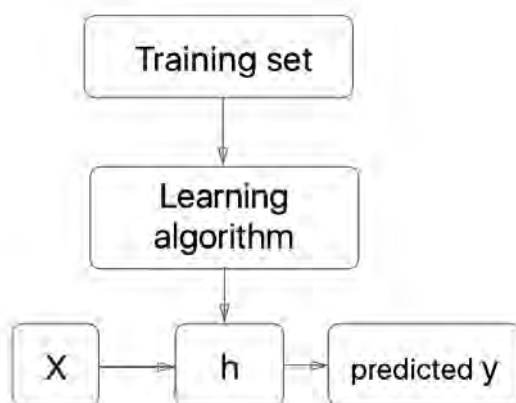 Training set
Learning
algorithm
X
h
predicted y